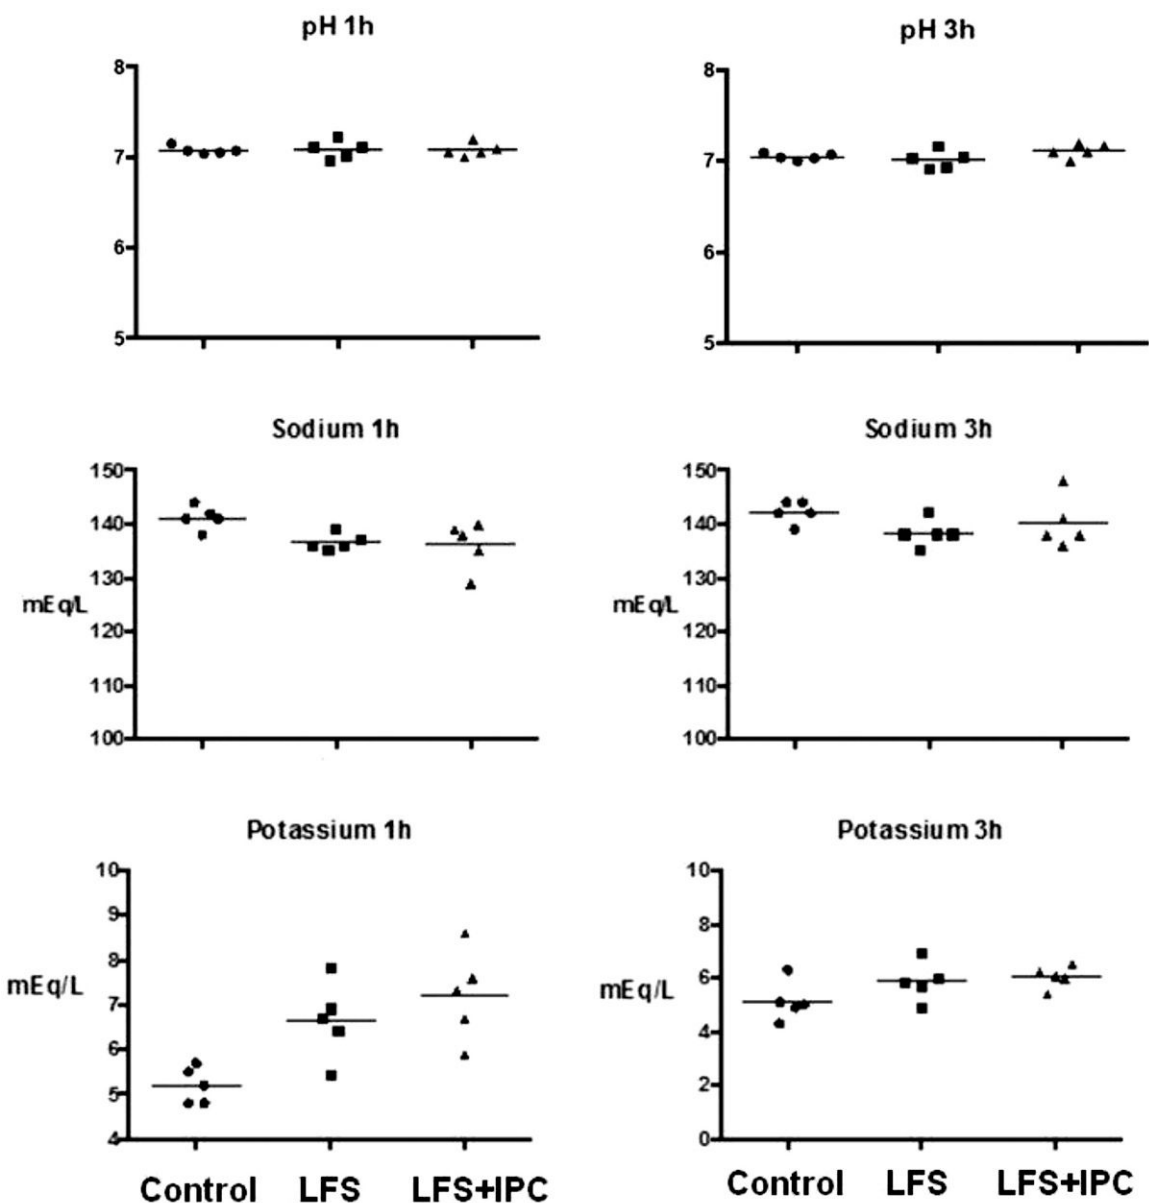 pH 1h
pH 3h
8
7
6
5
8
7
6
5
Sodium 1h
Sodium 3h
150
140
130
120
110
100
mEq/L
150
140
130
120
110
100
mEq/L
Potassium 1h
Potassium 3h
10
9
8
7
6
5
4
mEq/L
10
8
6
4
2
0
mEq/L
Control LFS LFS+IPC
Control LFS LFS+IPC